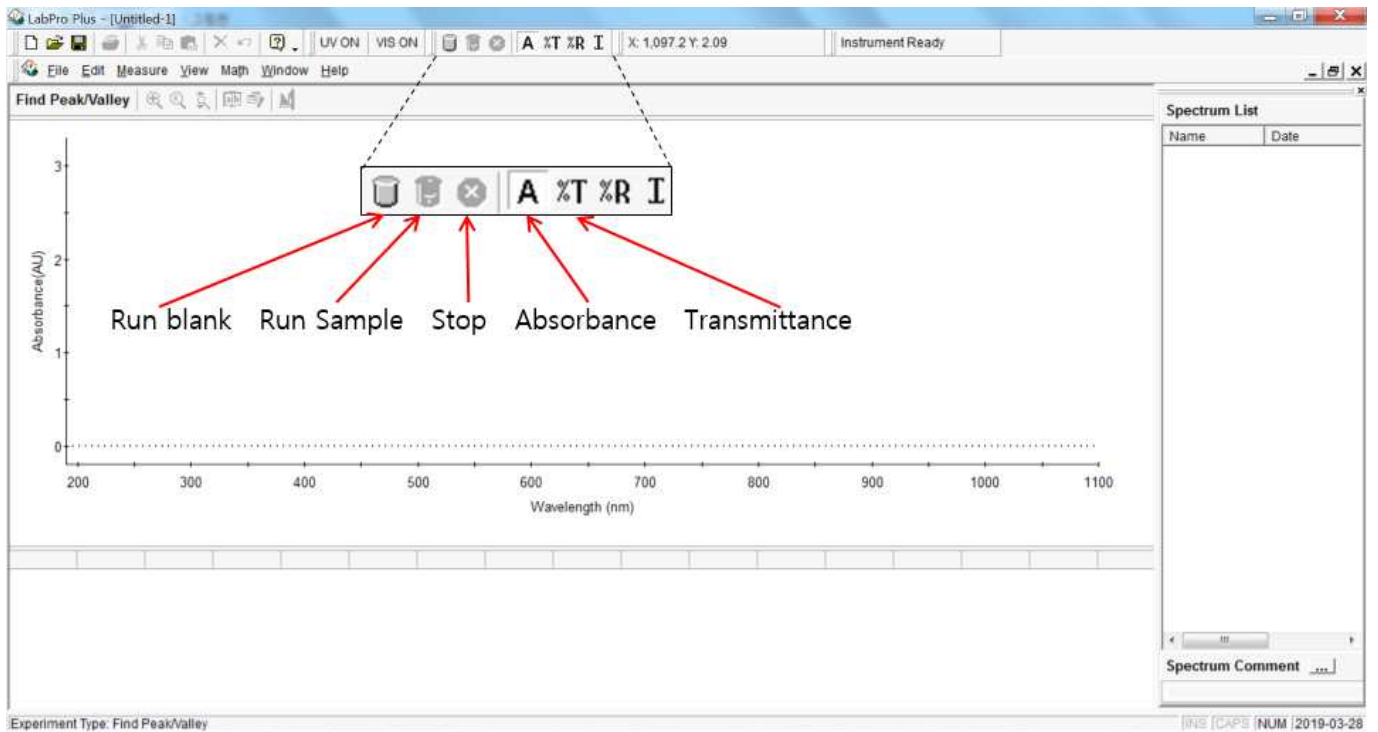 LabPro Plus - [Untitled-1]
UV ON VIS ON A %T %R I X: 1,097.2 Y: 2.09 Instrument Ready
File Edit Measure View Math Window Help
Find Peak/Valley
Spectrum List
Name Date
A %T %R I
Run blank Run Sample Stop Absorbance Transmittance
Absorbance(AU)
3
2
1
0
200 300 400 500 600 700 800 900 1000 1100
Wavelength (nm)
Spectrum Comment ...
Experiment Type: Find Peak/Valley
INS CAPS NUM 2019-03-28